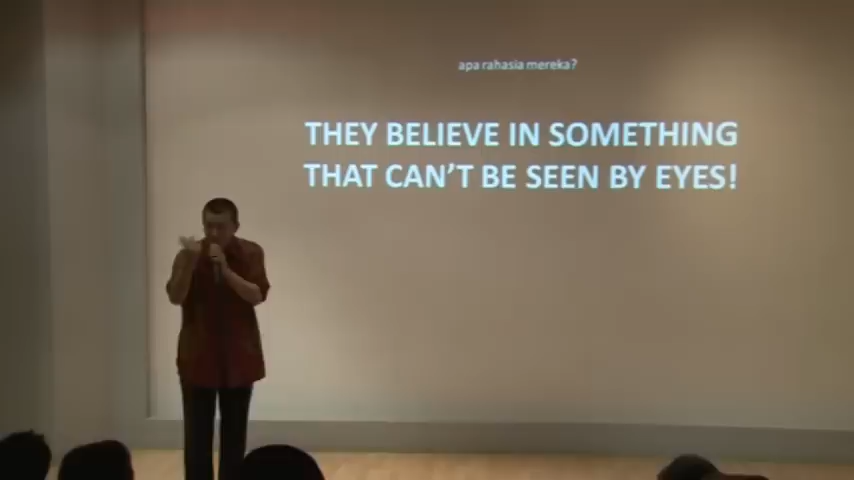 apa rahasia mereka?
THEY BELIEVE IN SOMETHING
THAT CAN'T BE SEEN BY EYES!